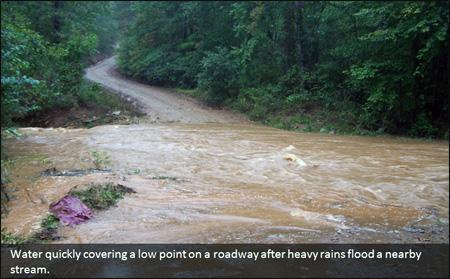 Water quickly covering a low point on a roadway after heavy rains flood a nearby
stream.